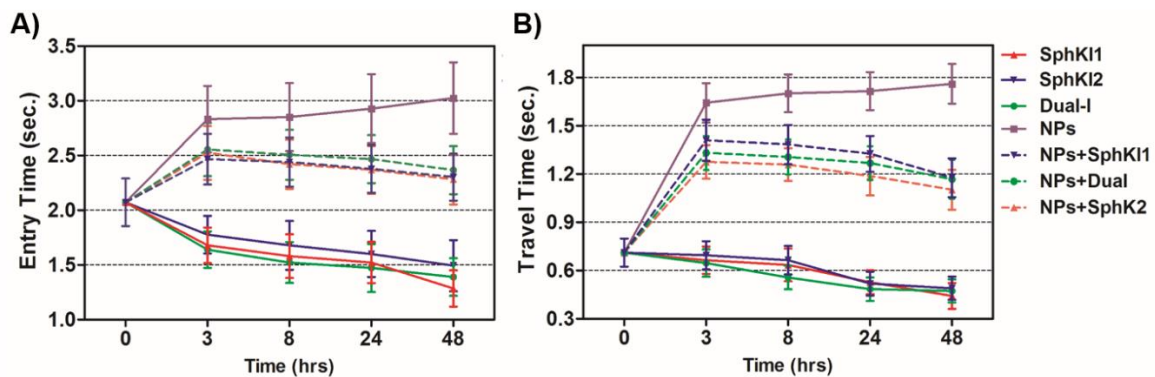 A)
Entry Time (sec.)
3.5
3.0
2.5
2.0
1.5
1.0
0
3
8
24
48
Time (hrs)
B)
Travel Time (sec.)
1.8
1.5
1.2
0.9
0.6
0.3
0
3
8
24
48
Time (hrs)
SphKI1
SphKI2
Dual-I
NPs
NPs+SphKI1
NPs+Dual
NPs+SphK2